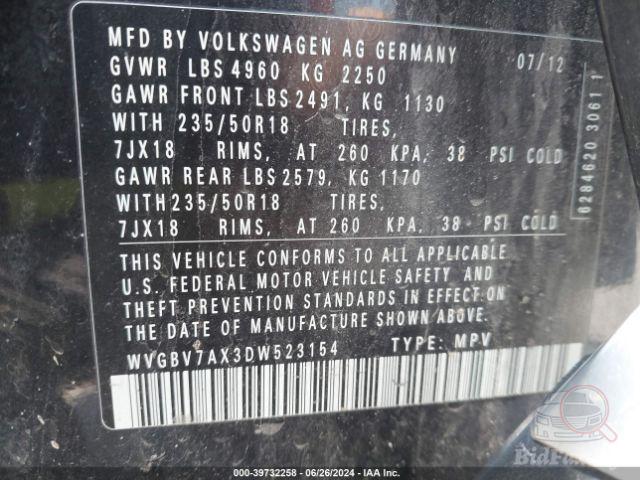 MFD BY VOLKSWAGEN AG GERMANY 07/12
GVWR LBS 4960 KG 2250
GAWR FRONT LBS 2491, KG 1130
WITH 235/50R18 TIRES,
7JX18 RIMS, AT 260 KPA, 38 PSI COLD
GAWR REAR LBS 2579, KG 1170
WITH 235/50R18 TIRES,
7JX18 RIMS, AT 260 KPA, 38 PSI COLD
6284620 3061 1
THIS VEHICLE CONFORMS TO ALL APPLICABLE
U.S. FEDERAL MOTOR VEHICLE SAFETY AND
THEFT PREVENTION STANDARDS IN EFFECT ON
THE DATE OF MANUFACTURE SHOWN ABOVE.
WVGBV7AX3DW523154 TYPE: MPV
000-39732258 - 06/26/2024 - IAA Inc.